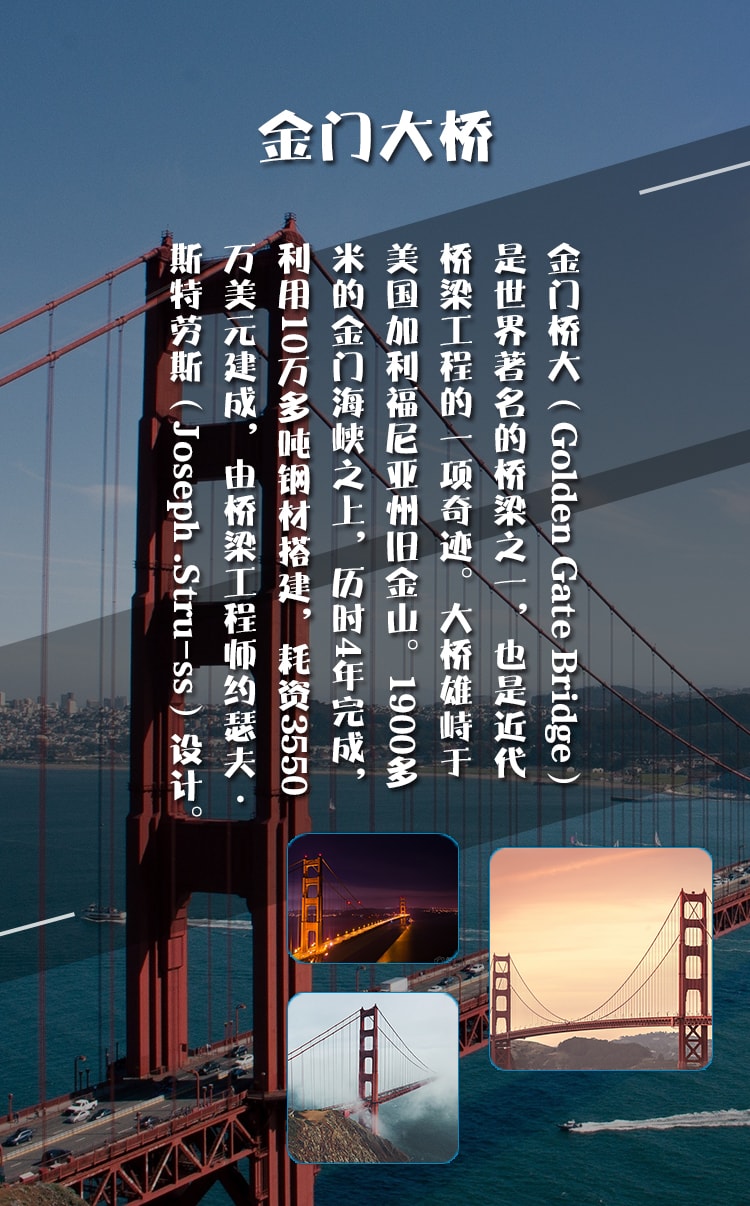 金门大桥
金门桥大（Golden Gate Bridge）
是世界著名的桥梁之一，也是近代
桥梁工程的一项奇迹。大桥雄峙于
美国加利福尼亚州旧金山。1900多
米的金门海峡之上，历时4年完成，
利用10万多吨钢材搭建，耗资3550
万美元建成，由桥梁工程师约瑟夫·
斯特劳斯（Joseph .Stru-ss）设计。